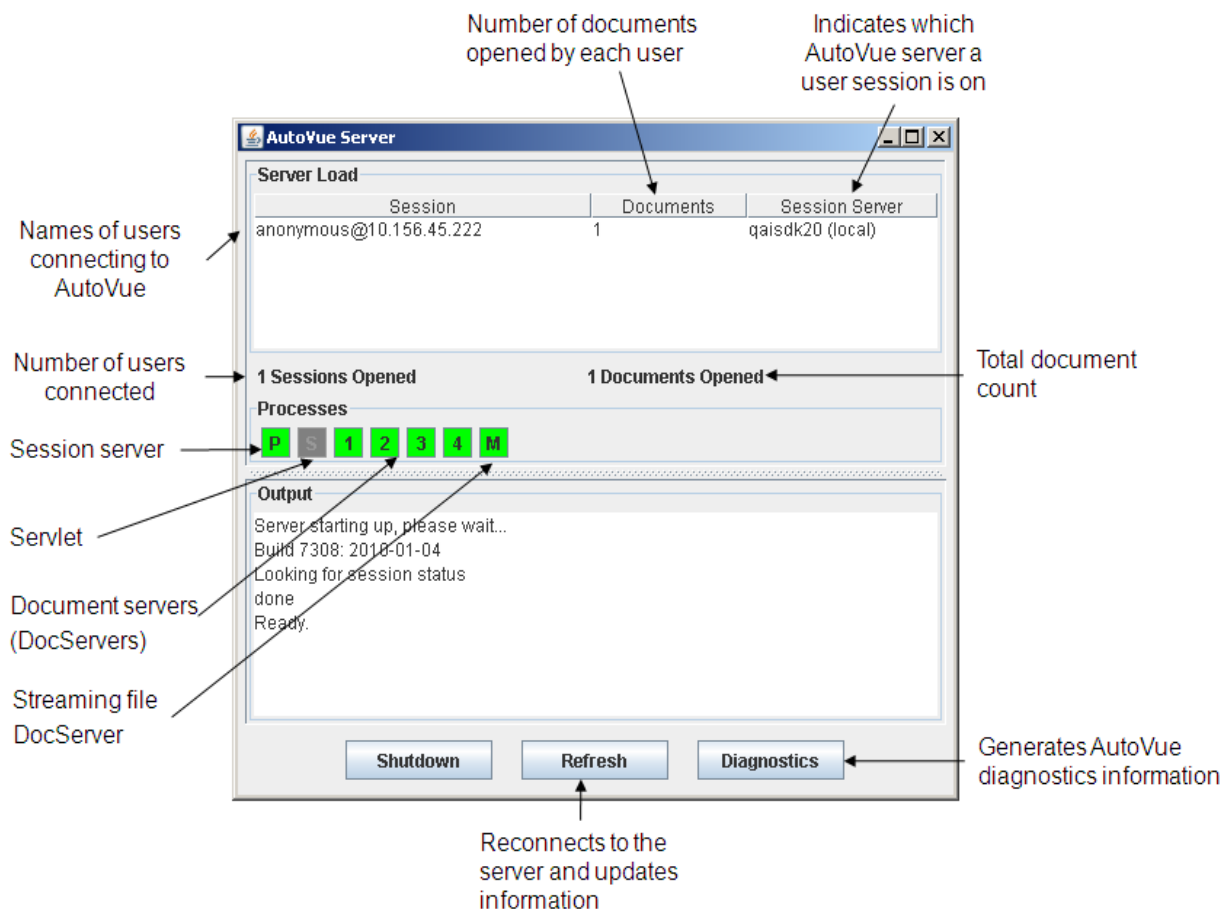 Number of documents
opened by each user
Indicates which
AutoVue server a
user session is on
AutoVue Server
Server Load
Session Documents Session Server
anonymous@10.156.45.222 1 qaisdk20 (local)
Names of users
connecting to
AutoVue
Number of users
connected
1 Sessions Opened 1 Documents Opened
Total document
count
Processes
P S 1 2 3 4 M
Session server
Servlet
Document servers
(DocServers)
Streaming file
DocServer
Output
Server starting up, please wait...
Build 7308: 2010-01-04
Looking for session status
done
Ready.
Shutdown Refresh Diagnostics
Generates AutoVue
diagnostics information
Reconnects to the
server and updates
information